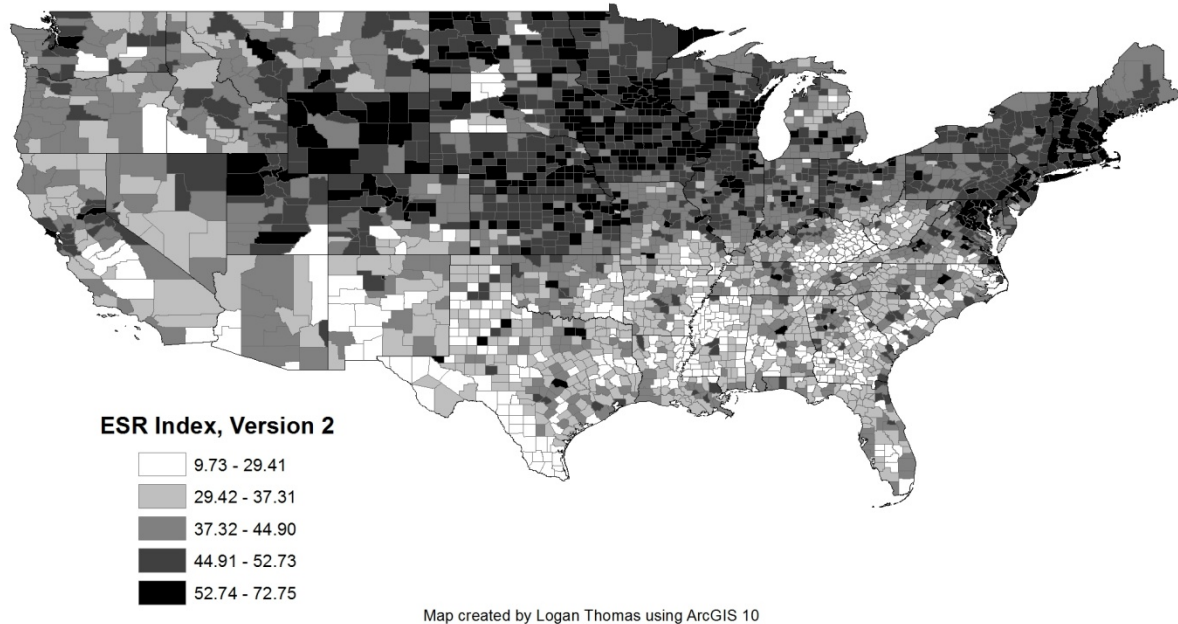 ESR Index, Version 2
9.73 - 29.41
29.42 - 37.31
37.32 - 44.90
44.91 - 52.73
52.74 - 72.75
Map created by Logan Thomas using ArcGIS 10